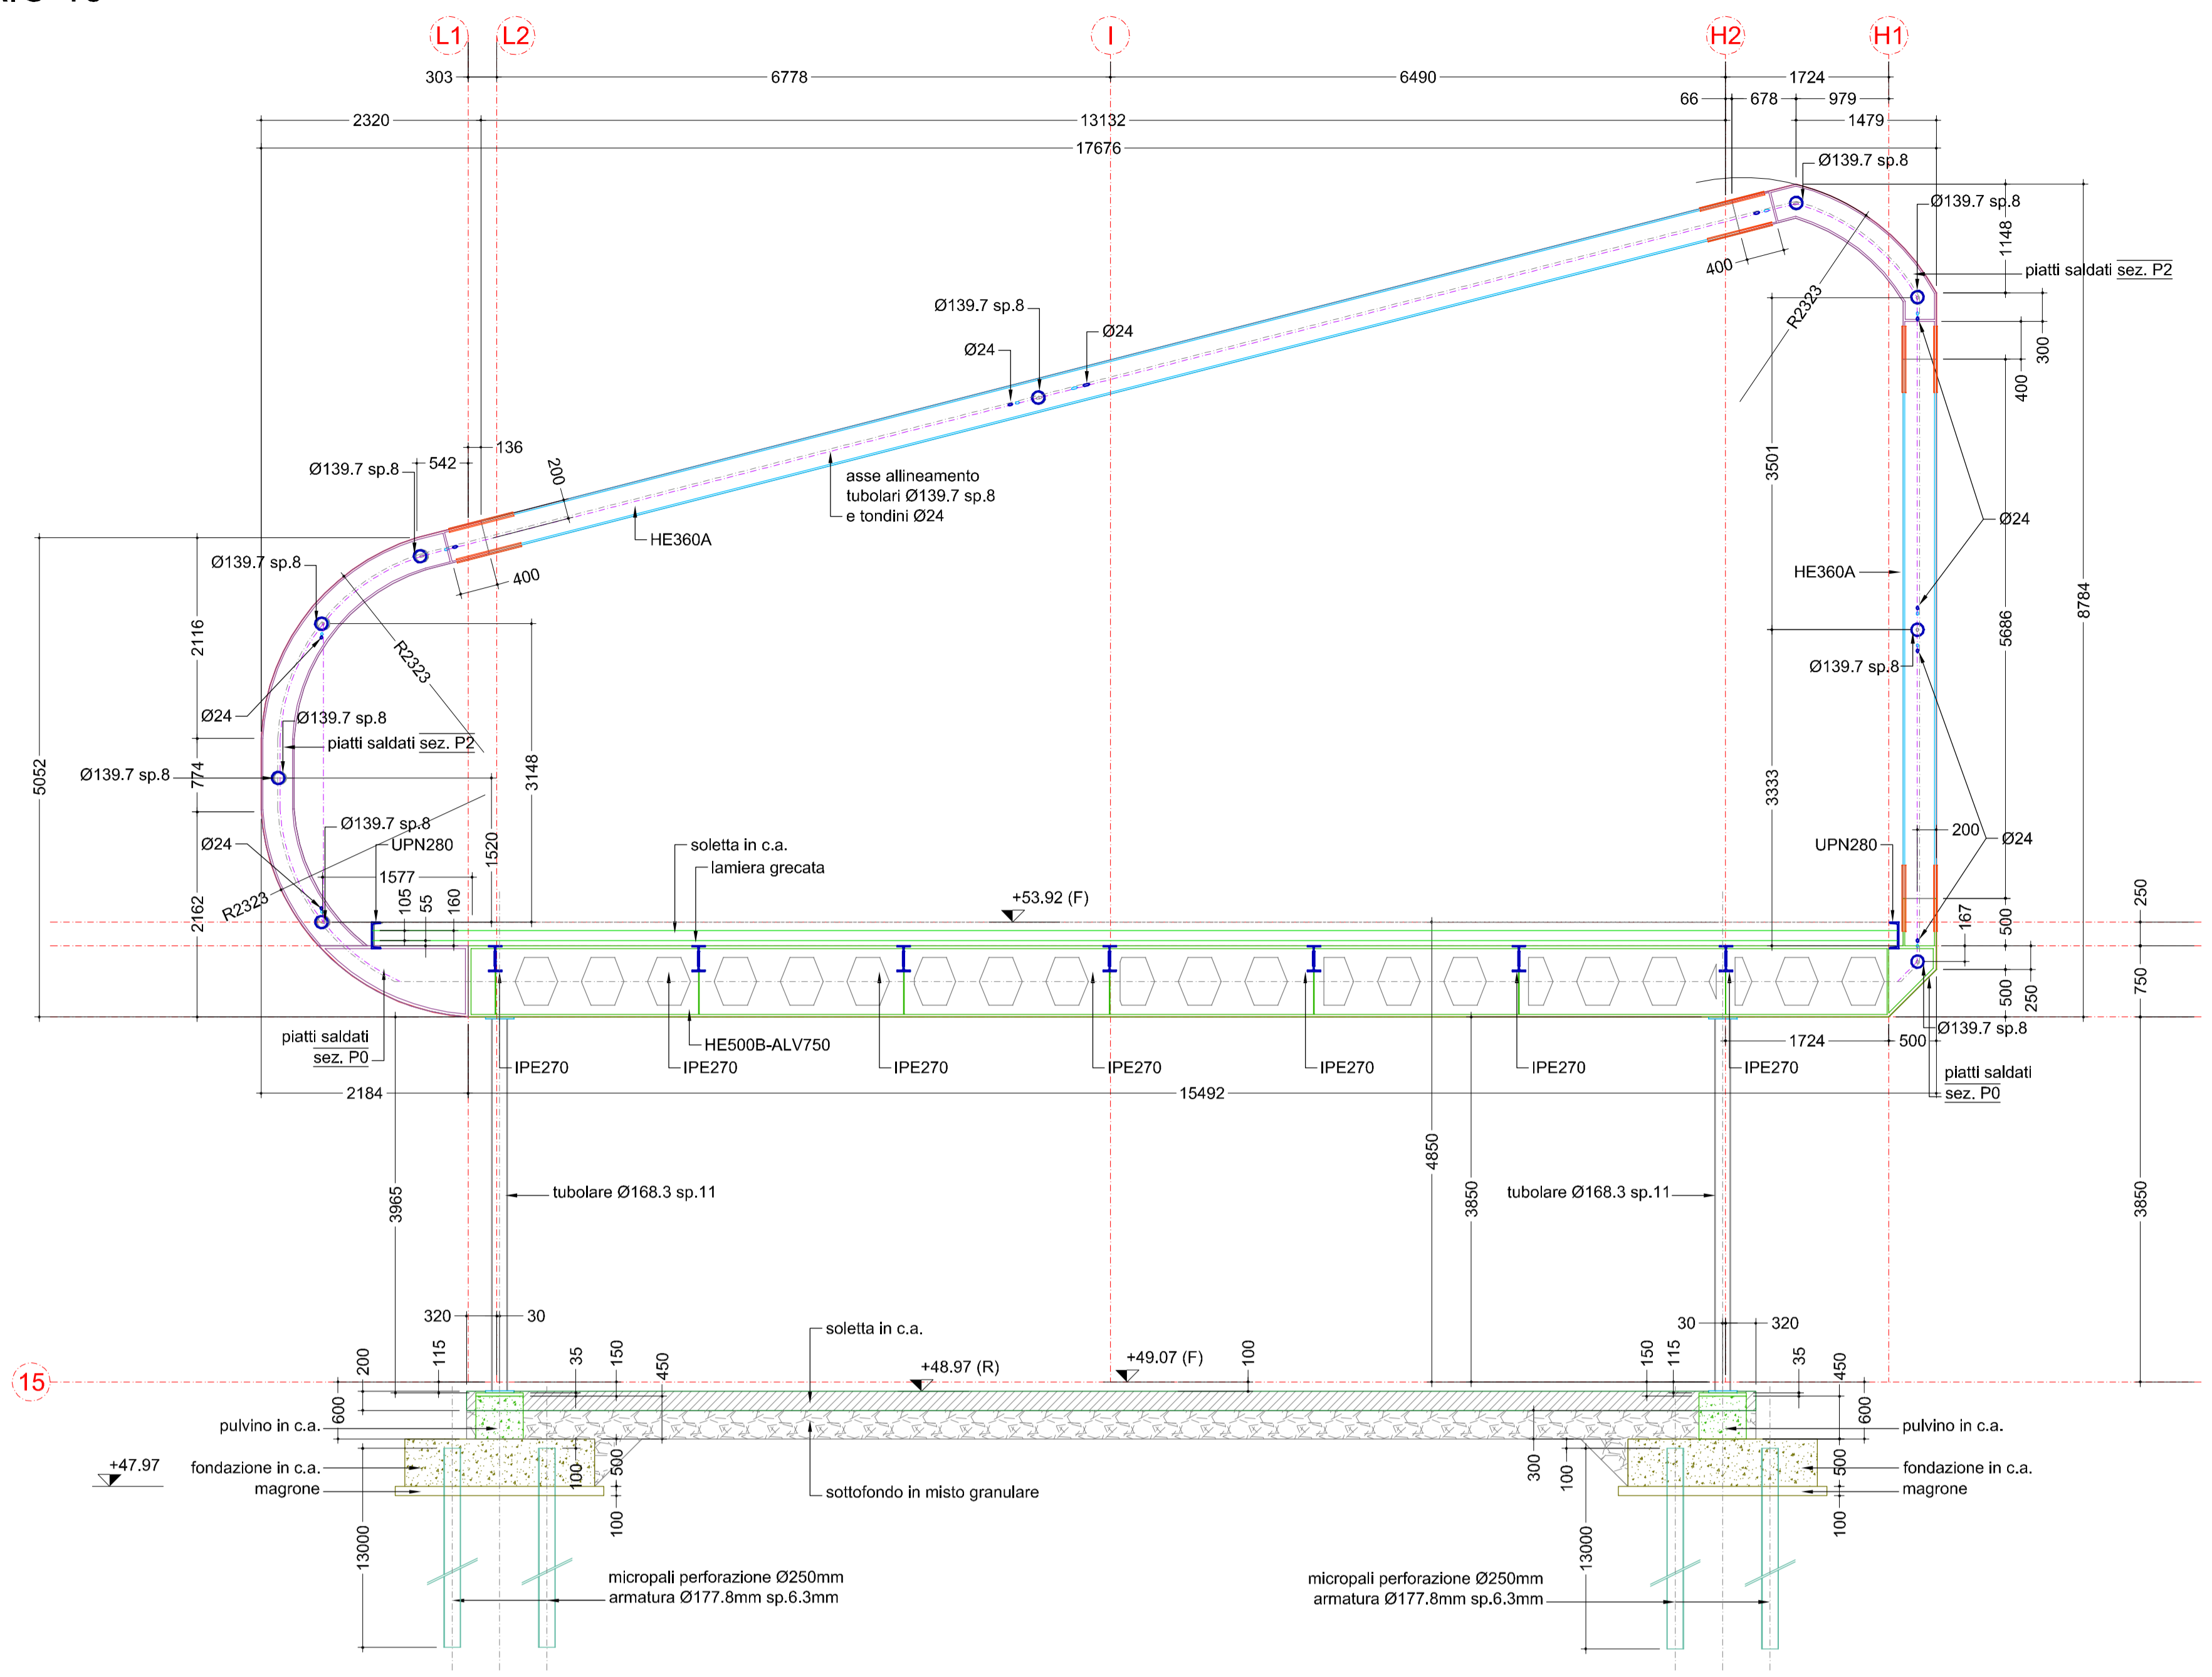 L1
L2
I
H2
H1
303
6778
6490
1724
66
678
979
2320
13132
1479
17676
Ø139.7 sp.8
Ø139.7 sp.8
1148
piatti saldati sez. P2
400
R2323
300
400
Ø139.7 sp.8
Ø24
Ø24
3501
136
542
Ø139.7 sp.8
200
asse allineamento
tubolari Ø139.7 sp.8
e tondini Ø24
HE360A
400
Ø24
HE360A
Ø139.7 sp.8
2116
R2323
5686
8784
Ø139.7 sp.8
Ø24
Ø139.7 sp.8
piatti saldati sez. P2
Ø139.7 sp.8
5052
774
3148
3333
200
Ø24
Ø139.7 sp.8
Ø24
UPN280
1520
soletta in c.a.
lamiera grecata
UPN280
1577
R2323
2162
105
55
160
+53.92 (F)
167
500
250
750
500
250
piatti saldati
sez. P0
HE500B-ALV750
IPE270
IPE270
IPE270
IPE270
IPE270
IPE270
IPE270
Ø139.7 sp.8
1724
500
piatti saldati
sez. P0
2184
15492
4850
3965
tubolare Ø168.3 sp.11
tubolare Ø168.3 sp.11
3850
3850
320
30
soletta in c.a.
30
320
15
200
115
35
150
450
+48.97 (R)
+49.07 (F)
100
150
115
35
450
600
600
pulvino in c.a.
pulvino in c.a.
+47.97
fondazione in c.a.
magrone
100
500
sottofondo in misto granulare
300
100
500
fondazione in c.a.
magrone
100
100
13000
13000
micropali perforazione Ø250mm
armatura Ø177.8mm sp.6.3mm
micropali perforazione Ø250mm
armatura Ø177.8mm sp.6.3mm